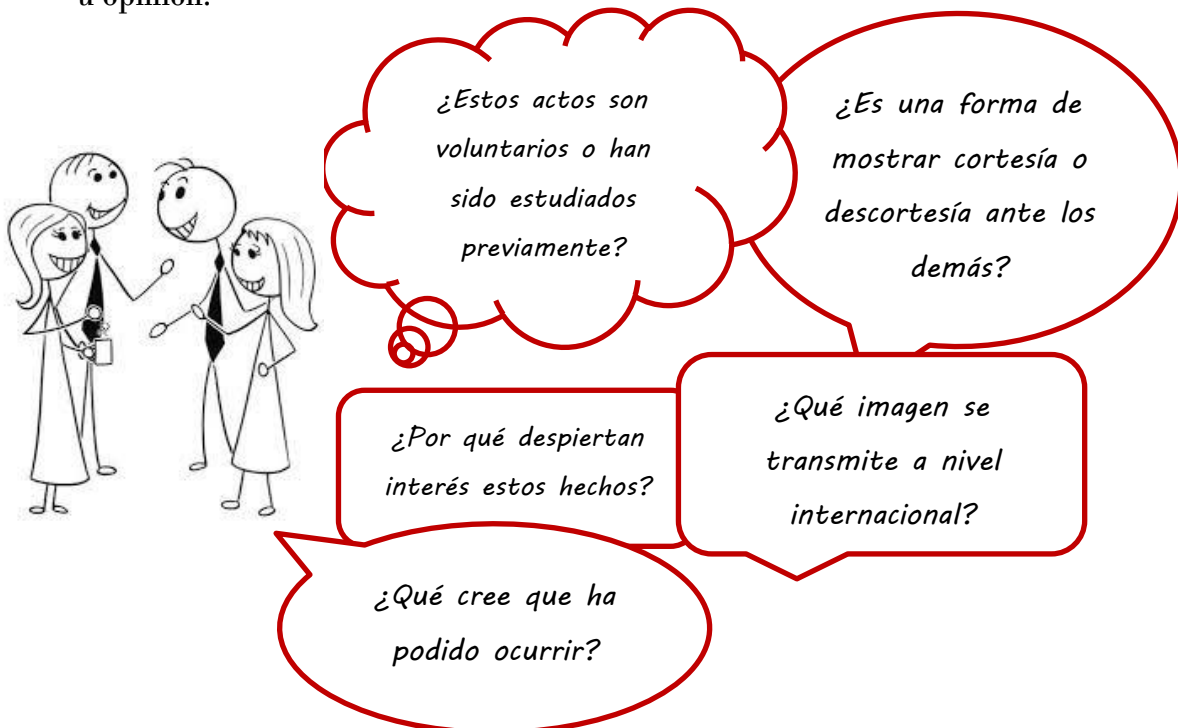 a opinión.
¿Estos actos son
voluntarios o han
sido estudiados
previamente?
¿Es una forma de
mostrar cortesía o
descortesía ante los
demás?
¿Por qué despiertan
interés estos hechos?
¿Qué imagen se
transmite a nivel
internacional?
¿Qué cree que ha
podido ocurrir?